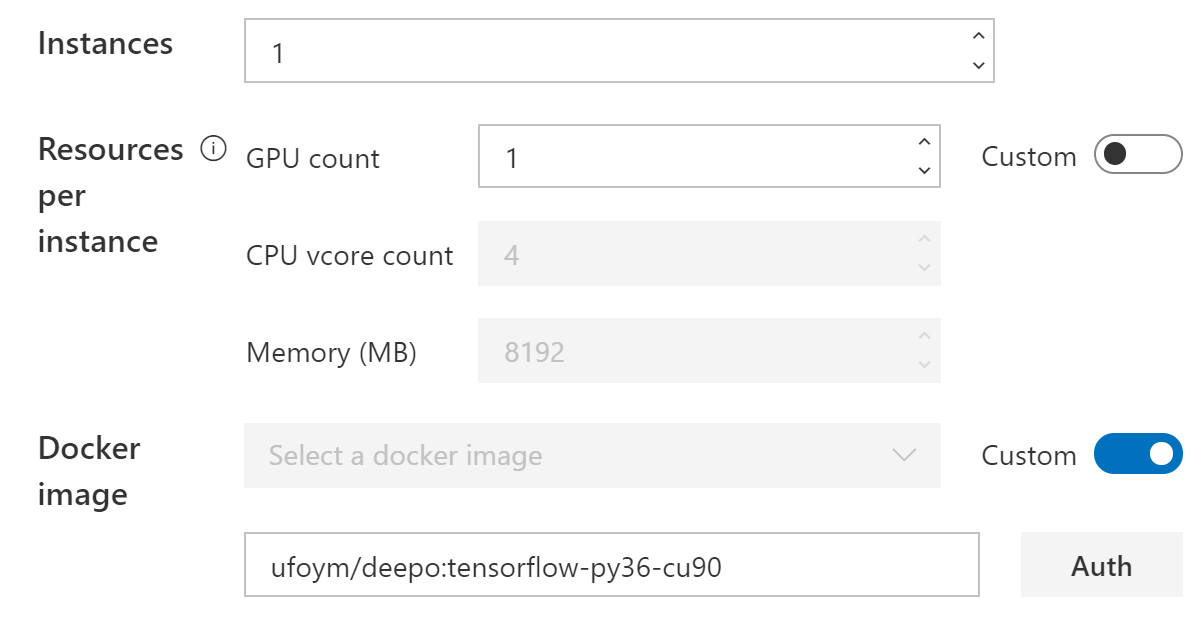 Instances
1
Resources
per
instance
GPU count
1
Custom
CPU vcore count
4
Memory (MB)
8192
Docker
image
Select a docker image
Custom
ufoym/deepo:tensorflow-py36-cu90
Auth